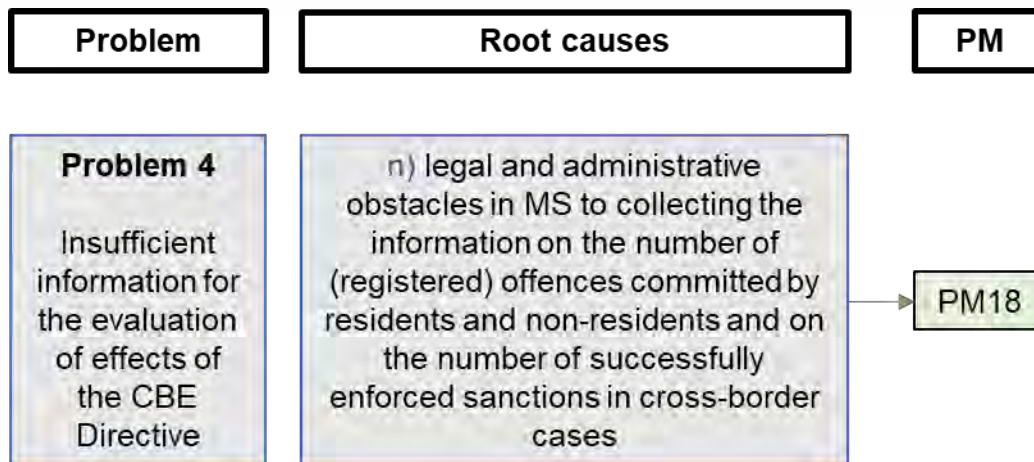 Problem
Root causes
PM
Problem 4
Insufficient
information for
the evaluation
of effects of
the CBE
Directive
n) legal and administrative
obstacles in MS to collecting the
information on the number of
(registered) offences committed by
residents and non-residents and on
the number of successfully
enforced sanctions in cross-border
cases
PM18